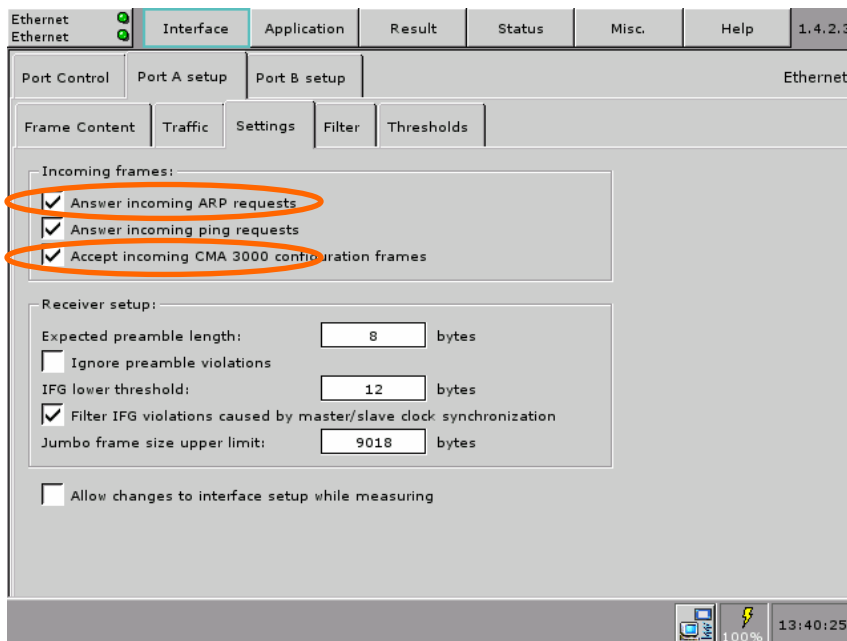 Ethernet
Ethernet
Interface
Application
Result
Status
Misc.
Help
1.4.2.3
Port Control
Port A setup
Port B setup
Ethernet
Frame Content
Traffic
Settings
Filter
Thresholds
Incoming frames:
Answer incoming ARP requests
Answer incoming ping requests
Accept incoming CMA 3000 configuration frames
Receiver setup:
Expected preamble length: 8 bytes
Ignore preamble violations
IFG lower threshold: 12 bytes
Filter IFG violations caused by master/slave clock synchronization
Jumbo frame size upper limit: 9018 bytes
Allow changes to interface setup while measuring
100%
13:40:25